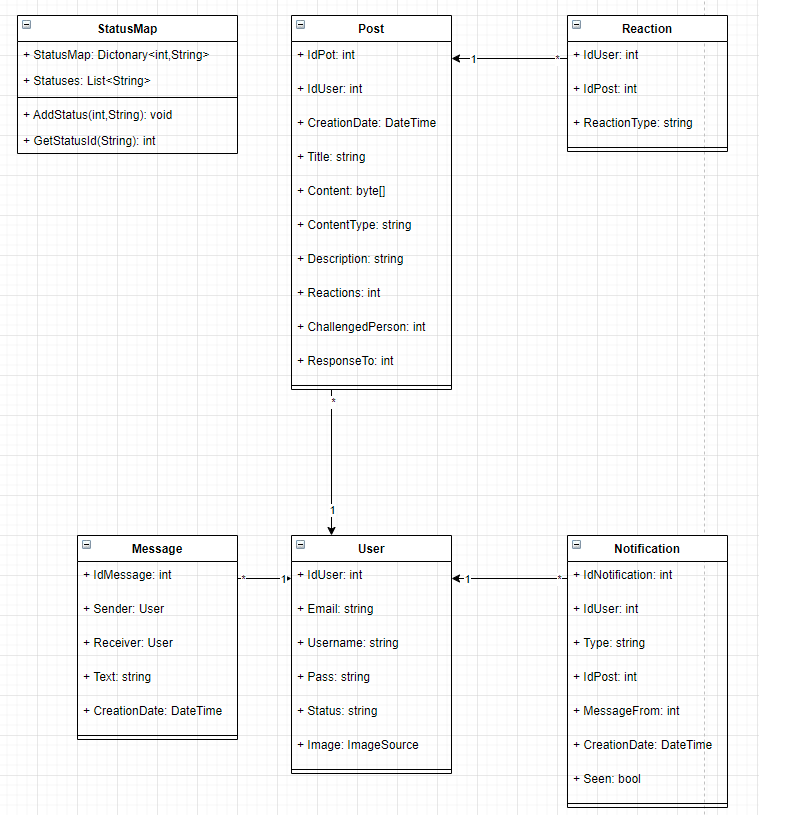 StatusMap
+ StatusMap: Dictonary<int,String>
+ Statuses: List<String>
+ AddStatus(int,String): void
+ GetStatusId(String): int
Post
+ IdPot: int
+ IdUser: int
+ CreationDate: DateTime
+ Title: string
+ Content: byte[]
+ ContentType: string
+ Description: string
+ Reactions: int
+ ChallengedPerson: int
+ ResponseTo: int
1
*
Reaction
+ IdUser: int
+ IdPost: int
+ ReactionType: string
*
1
Message
+ IdMessage: int
+ Sender: User
+ Receiver: User
+ Text: string
+ CreationDate: DateTime
*
1
User
+ IdUser: int
+ Email: string
+ Username: string
+ Pass: string
+ Status: string
+ Image: ImageSource
1
*
Notification
+ IdNotification: int
+ IdUser: int
+ Type: string
+ IdPost: int
+ MessageFrom: int
+ CreationDate: DateTime
+ Seen: bool